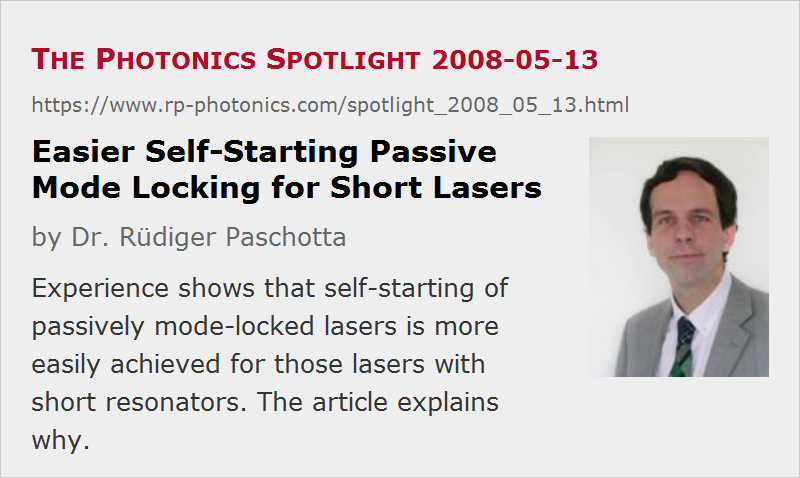 The Photonics Spotlight 2008-05-13
https://www.rp-photonics.com/spotlight_2008_05_13.html
Easier Self-Starting Passive
Mode Locking for Short Lasers
by Dr. Rüdiger Paschotta
Experience shows that self-starting of
passively mode-locked lasers is more
easily achieved for those lasers with
short resonators. The article explains
why.